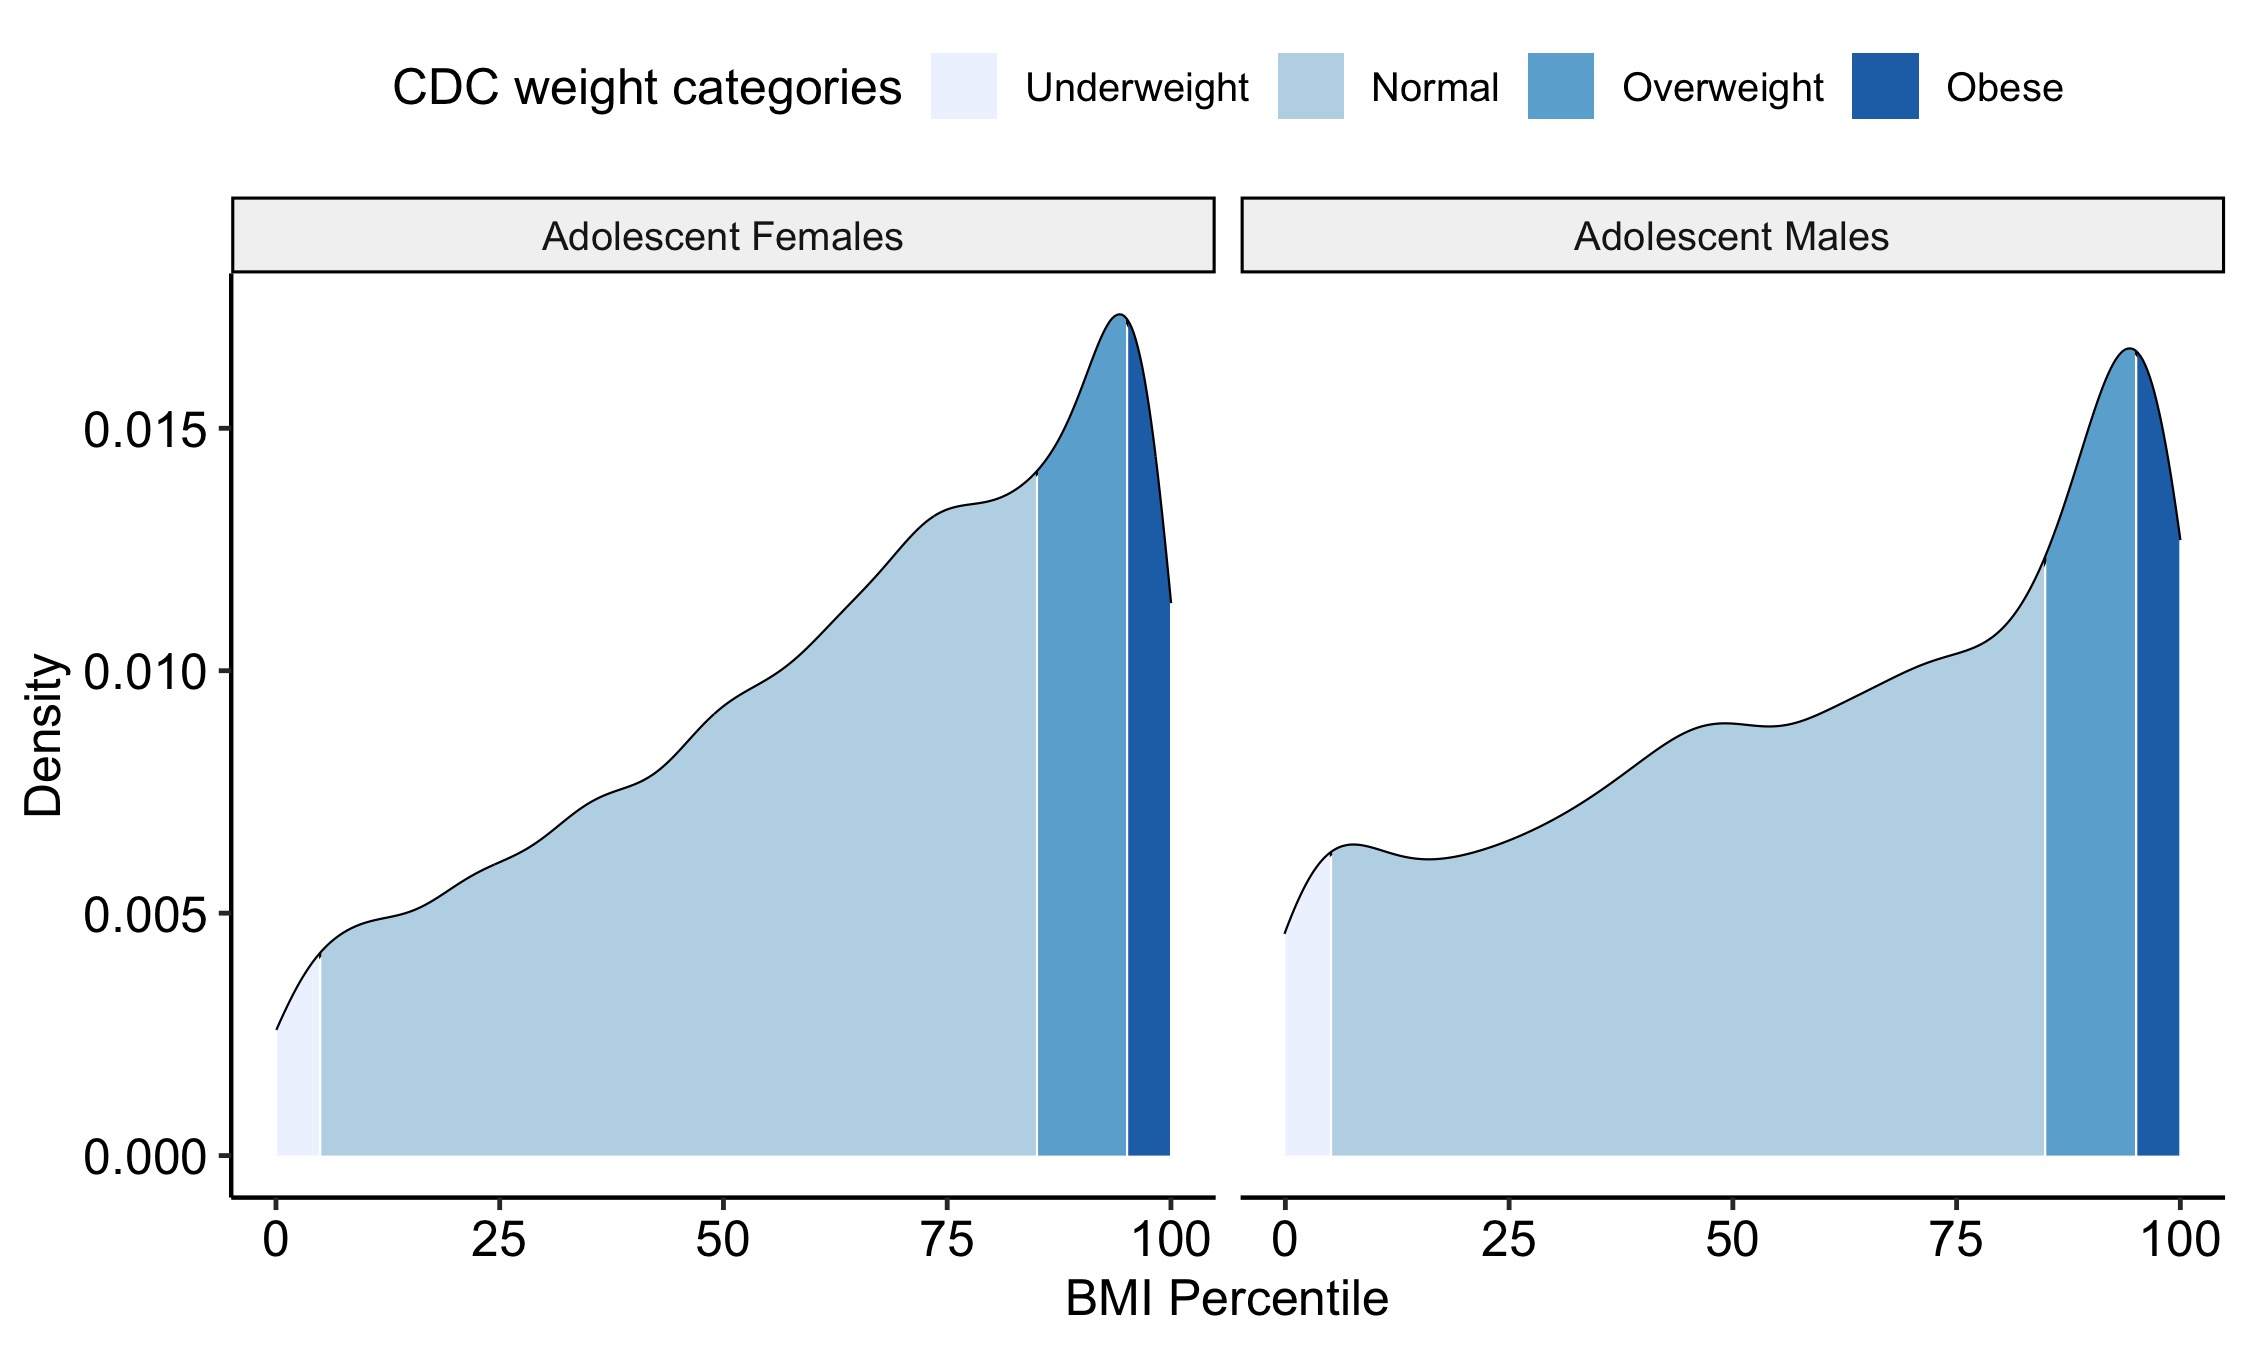 CDC weight categories Underweight Normal Overweight Obese
Adolescent Females Adolescent Males
0.015
0.010
0.005
0.000
Density
0 25 50 75 100 0 25 50 75 100
BMI Percentile